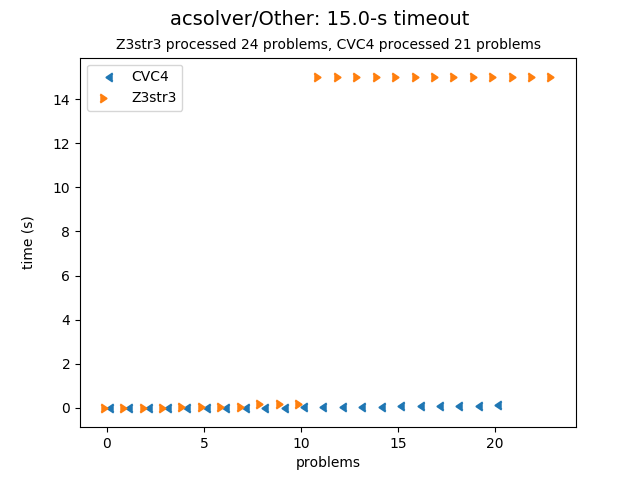 acsolver/Other: 15.0-s timeout
Z3str3 processed 24 problems, CVC4 processed 21 problems
CVC4
Z3str3
14
12
10
8
6
4
2
0
time (s)
0 5 10 15 20
problems